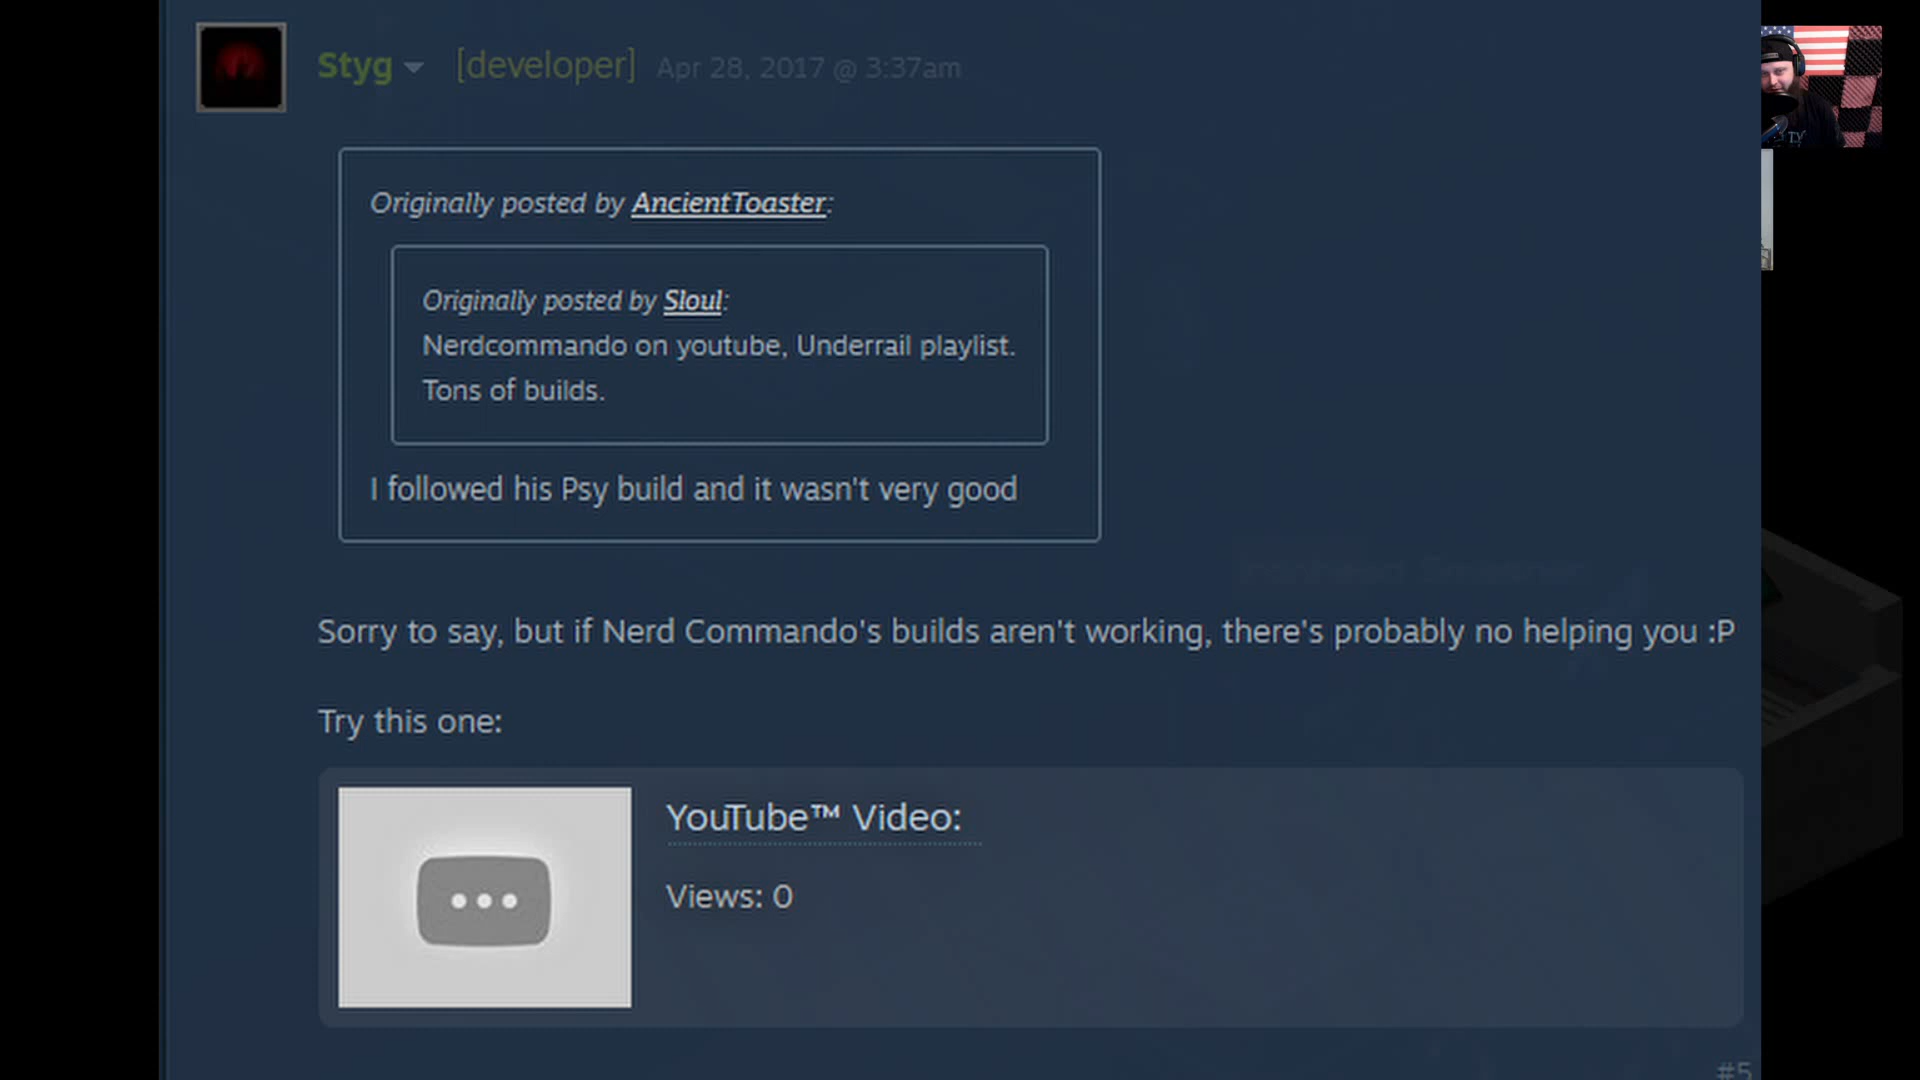 Styg [developer] Apr 28, 2017 @ 3:37am
Originally posted by AncientToaster:
Originally posted by Sloul:
Nerdcommando on youtube, Underrail playlist.
Tons of builds.
I followed his Psy build and it wasn't very good
Sorry to say, but if Nerd Commando's builds aren't working, there's probably no helping you :P
Try this one:
YouTube™ Video:
Views: 0
#5